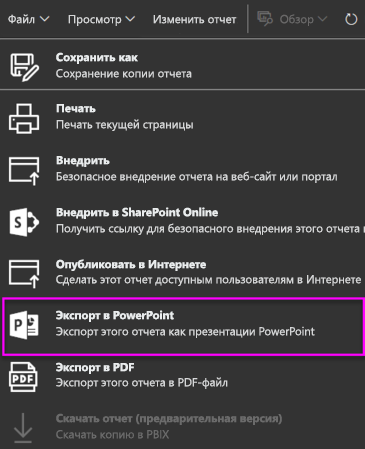 Файл Просмотр Изменить отчет Обзор
Сохранить как
Сохранение копии отчета
Печать
Печать текущей страницы
Внедрить
Безопасное внедрение отчета на веб-сайт или портал
S
Внедрить в SharePoint Online
Получить ссылку для безопасного внедрения этого отчета
Опубликовать в Интернете
Сделать этот отчет доступным пользователям в Интернете
P
Экспорт в PowerPoint
Экспорт этого отчета как презентации PowerPoint
PDF
Экспорт в PDF
Экспорт этого отчета в PDF-файл
Скачать отчет (предварительная версия)
Скачать копию в PBIX